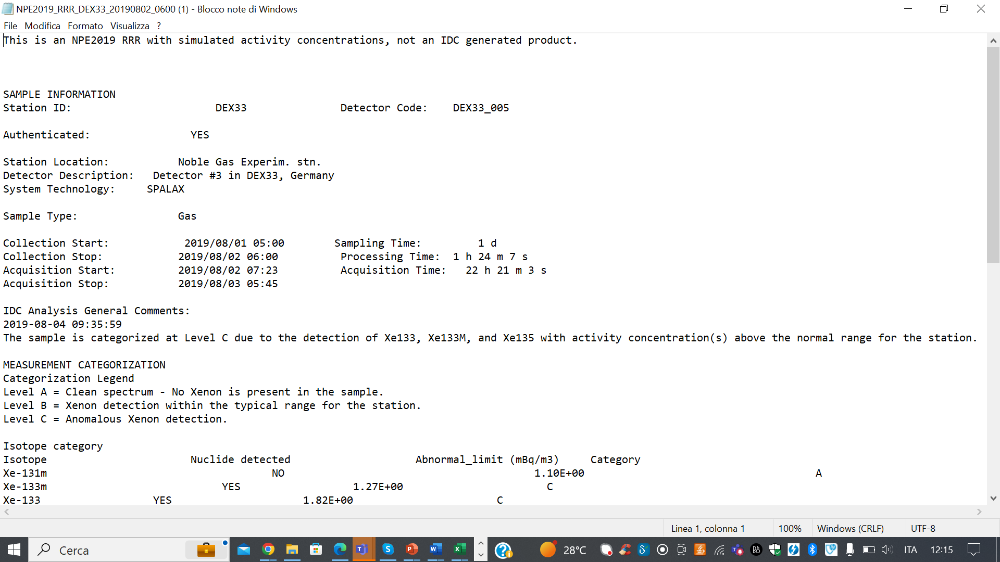 NPE2019_RRR_DEX33_20190802_0600 (1) - Blocco note di Windows
File Modifica Formato Visualizza ?
This is an NPE2019 RRR with simulated activity concentrations, not an IDC generated product.
SAMPLE INFORMATION
Station ID: DEX33 Detector Code: DEX33_005
Authenticated: YES
Station Location: Noble Gas Experim. stn.
Detector Description: Detector #3 in DEX33, Germany
System Technology: SPALAX
Sample Type: Gas
Collection Start: 2019/08/01 05:00 Sampling Time: 1 d
Collection Stop: 2019/08/02 06:00 Processing Time: 1 h 24 m 7 s
Acquisition Start: 2019/08/02 07:23 Acquisition Time: 22 h 21 m 3 s
Acquisition Stop: 2019/08/03 05:45
IDC Analysis General Comments:
2019-08-04 09:35:59
The sample is categorized at Level C due to the detection of Xe133, Xe133M, and Xe135 with activity concentration(s) above the normal range for the station.
MEASUREMENT CATEGORIZATION
Categorization Legend
Level A = Clean spectrum - No Xenon is present in the sample.
Level B = Xenon detection within the typical range for the station.
Level C = Anomalous Xenon detection.
Isotope category
Isotope Nuclide detected Abnormal_limit (mBq/m3) Category
Xe-131m NO 1.10E+00 A
Xe-133m YES 1.27E+00 C
Xe-133 YES 1.82E+00 C
Linea 1, colonna 1 100% Windows (CRLF) UTF-8
Cerca 28°C ITA 12:15